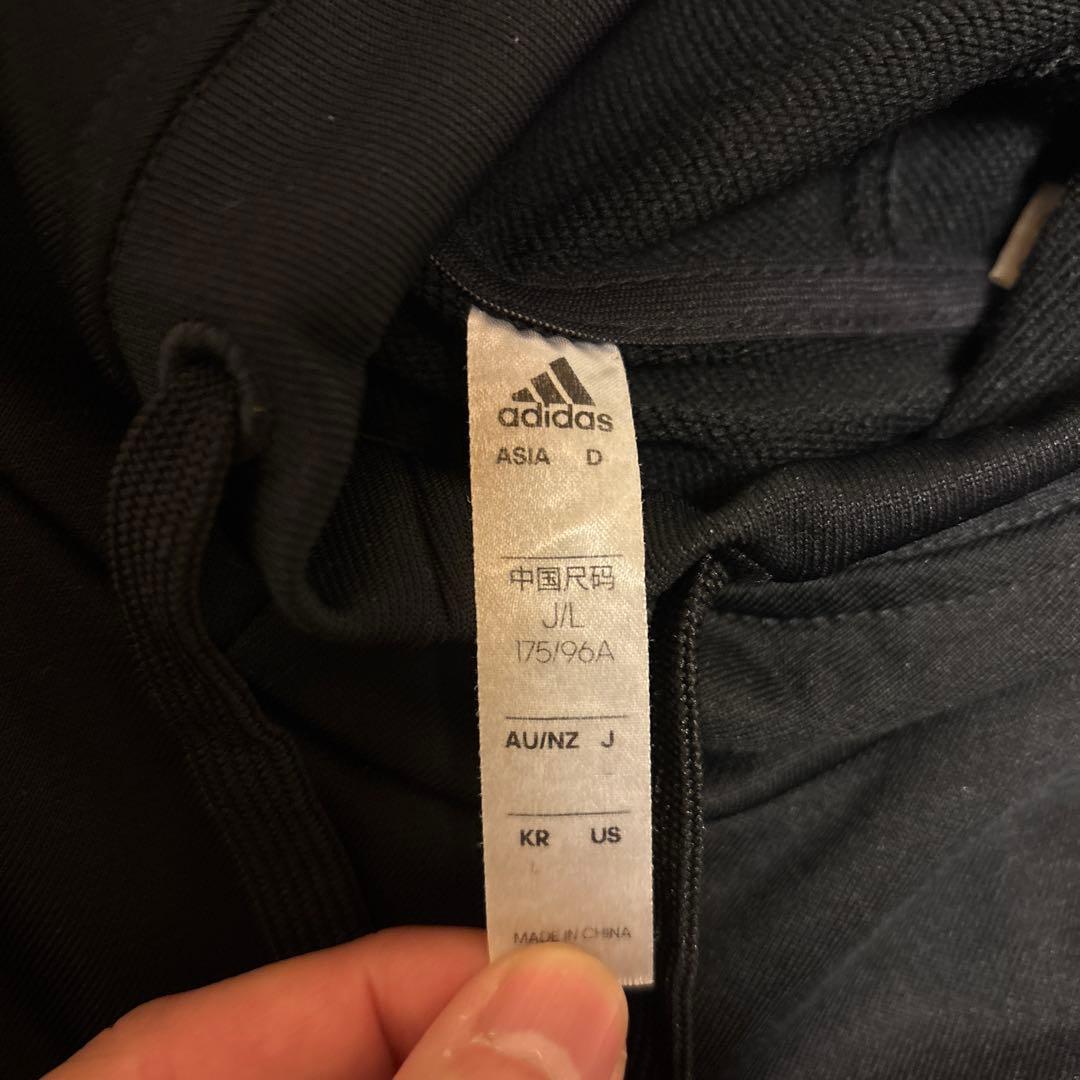 adidas
ASIA D
中国尺码
J/L
175/96A
AU/NZ J
KR US
L
MADE IN CHINA